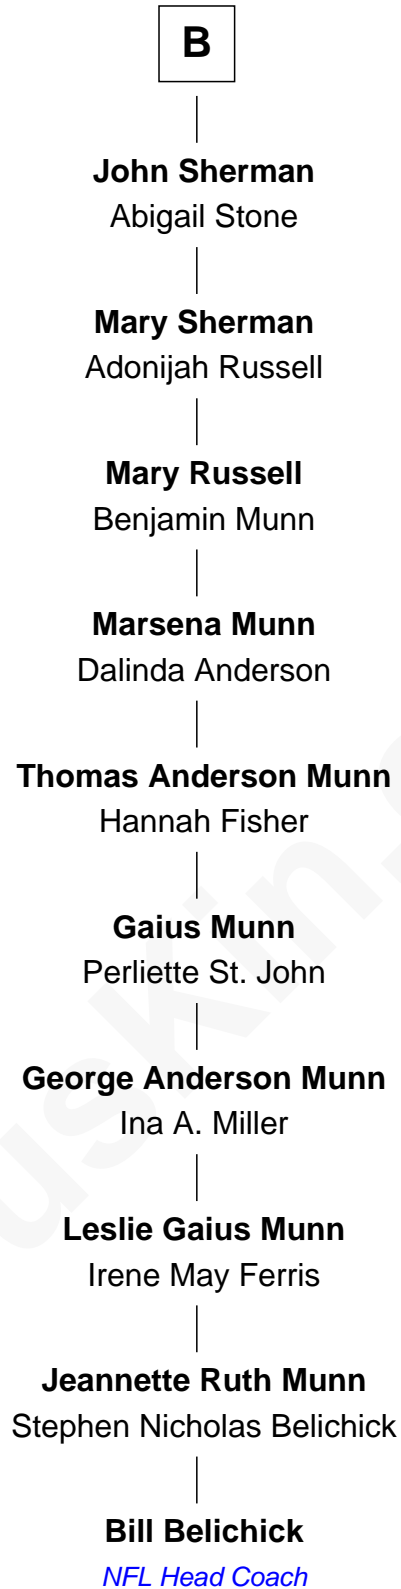 B
John Sherman
Abigail Stone
Mary Sherman
Adonijah Russell
Mary Russell
Benjamin Munn
Marsena Munn
Dalinda Anderson
Thomas Anderson Munn
Hannah Fisher
Gaius Munn
Perliette St. John
George Anderson Munn
Ina A. Miller
Leslie Gaius Munn
Irene May Ferris
Jeannette Ruth Munn
Stephen Nicholas Belichick
Bill Belichick
NFL Head Coach